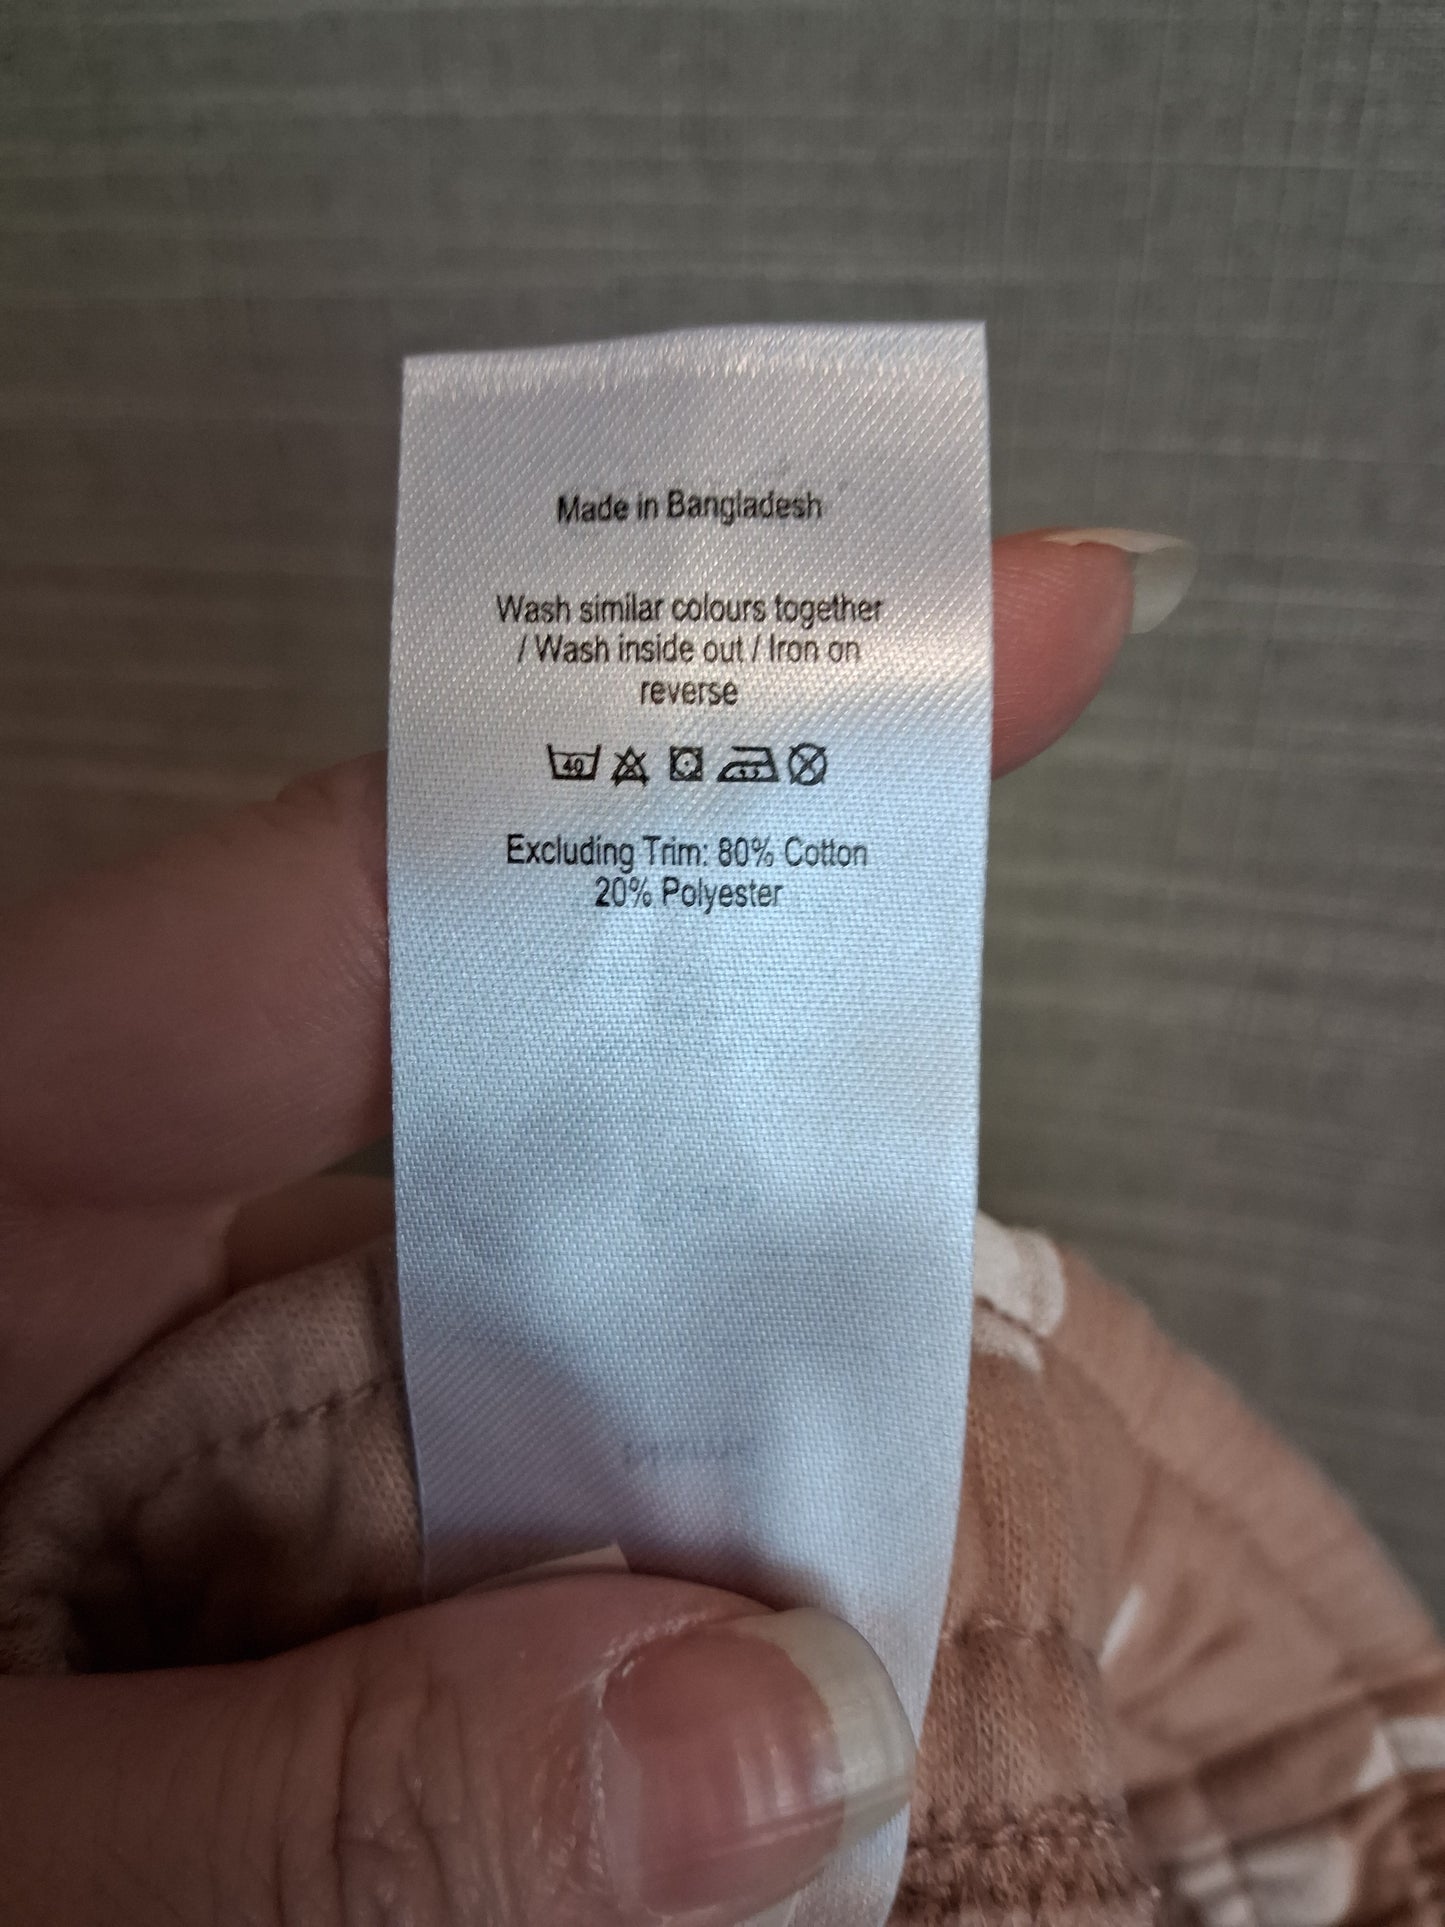 Made in Bangladesh
Wash similar colours together
/ Wash inside out / Iron on
reverse
40
Excluding Trim: 80% Cotton
20% Polyester